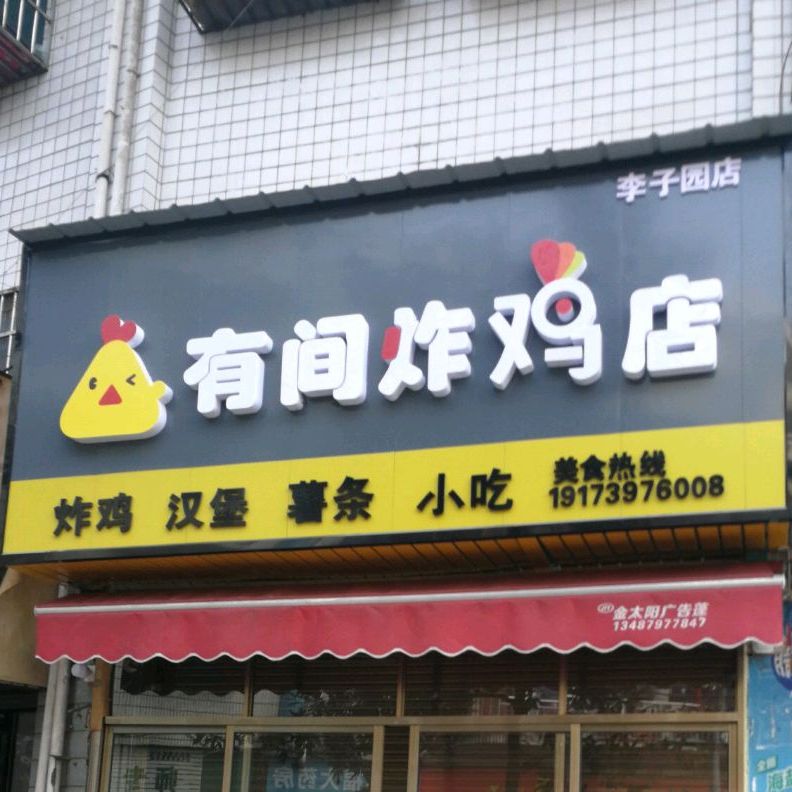 李子园店
有间炸鸡店
炸鸡 汉堡 薯条 小吃
美食热线
19173976008
金太阳广告蓬
13487977847